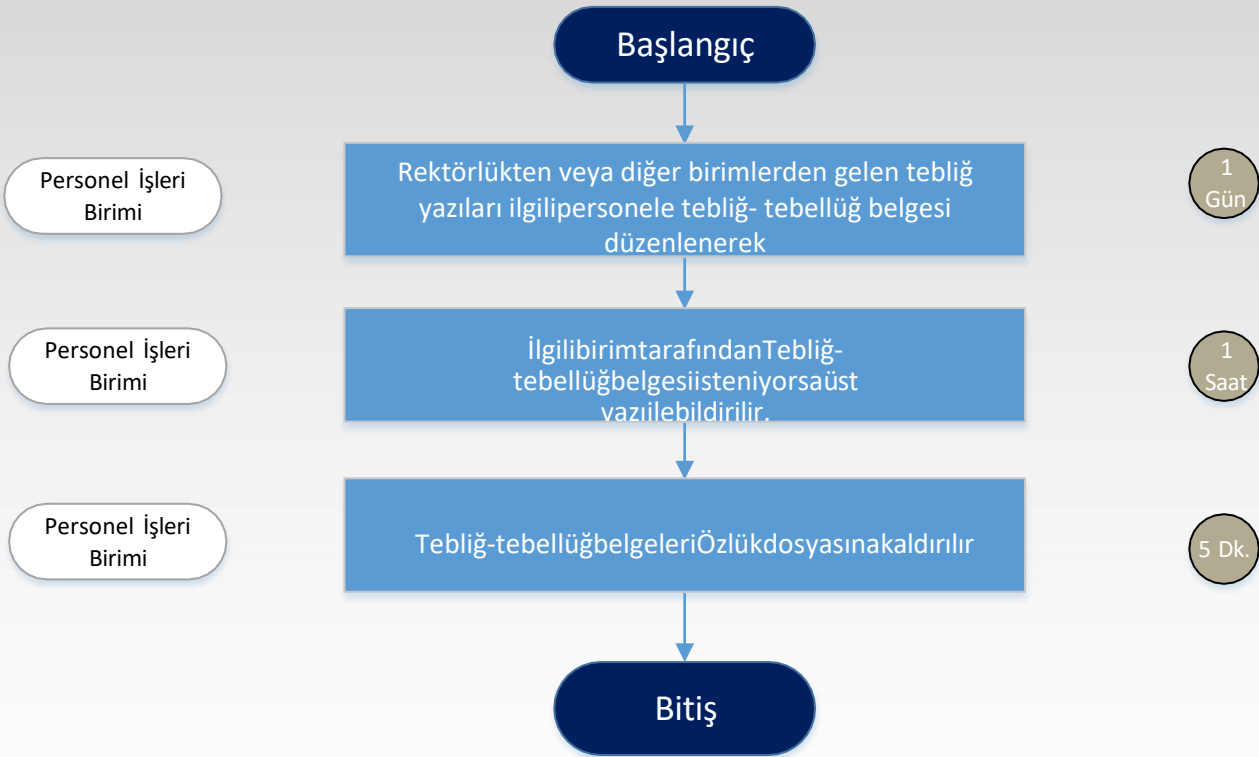 Başlangıç
Personel İşleri
Birimi
Rektörlükten veya diğer birimlerden gelen tebliğ
yazıları ilgilipersonele tebliğ- tebellüğ belgesi
düzenlenerek
1
Gün
Personel İşleri
Birimi
İlgilibirimtarafındanTebliğ-
tebellüğbelgesiisteniyorsaüst
yazıilebildirilir.
1
Saat
Personel İşleri
Birimi
Tebliğ-tebellüğbelgeleriÖzlükdosyasınakaldırılır
5 Dk.
Bitiş